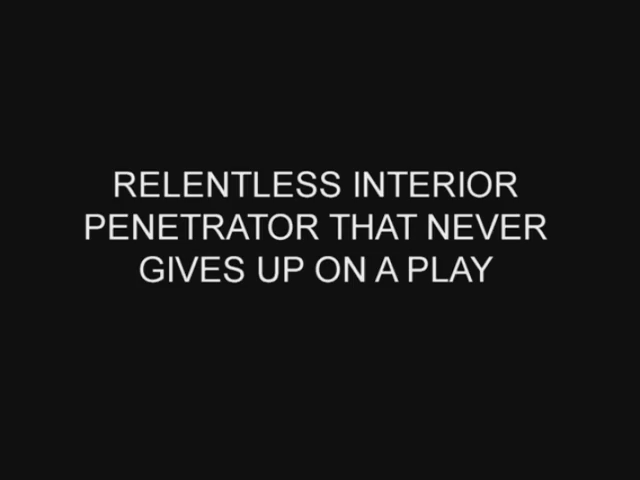 RELENTLESS INTERIOR
PENETRATOR THAT NEVER
GIVES UP ON A PLAY